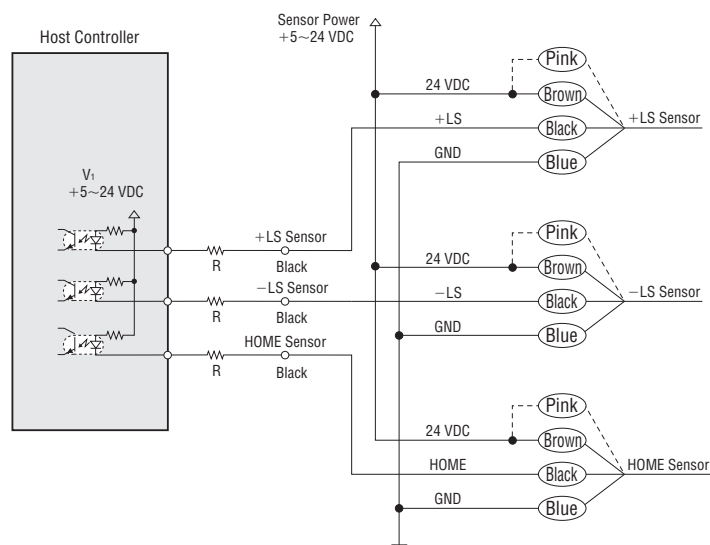 Sensor Power
+5~24 VDC
Host Controller
Pink
24 VDC
Brown
+LS
Black
+LS Sensor
GND
Blue
V1
+5~24 VDC
+LS Sensor
R
Black
−LS Sensor
R
Black
HOME Sensor
R
Black
Pink
24 VDC
Brown
−LS
Black
−LS Sensor
GND
Blue
Pink
24 VDC
Brown
HOME
Black
HOME Sensor
GND
Blue